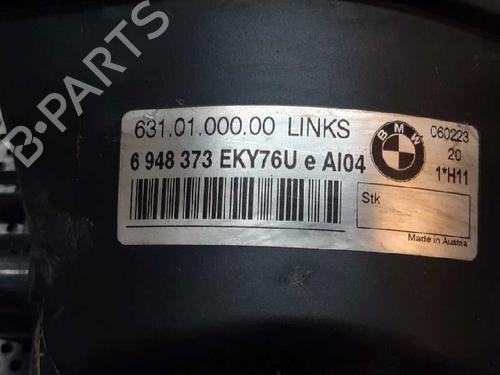 631.01.000.00 LINKS
6 948 373 EKY76U e AI04
BMW
060223
20
1*H11
Stk
Made in Austria
B-PARTS